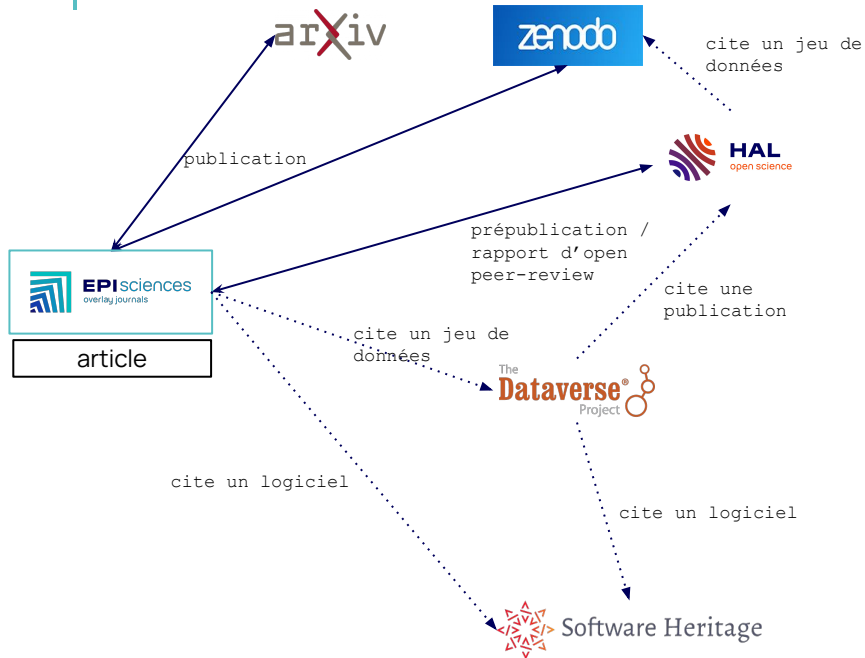 arXiv
zenodo
cite un jeu de
données
publication
HAL
open science
prépublication /
rapport d’open
peer-review
EPIsciences
overlay journals
cite une
publication
cite un jeu de
données
article
The
Dataverse®
Project
cite un logiciel
cite un logiciel
Software Heritage